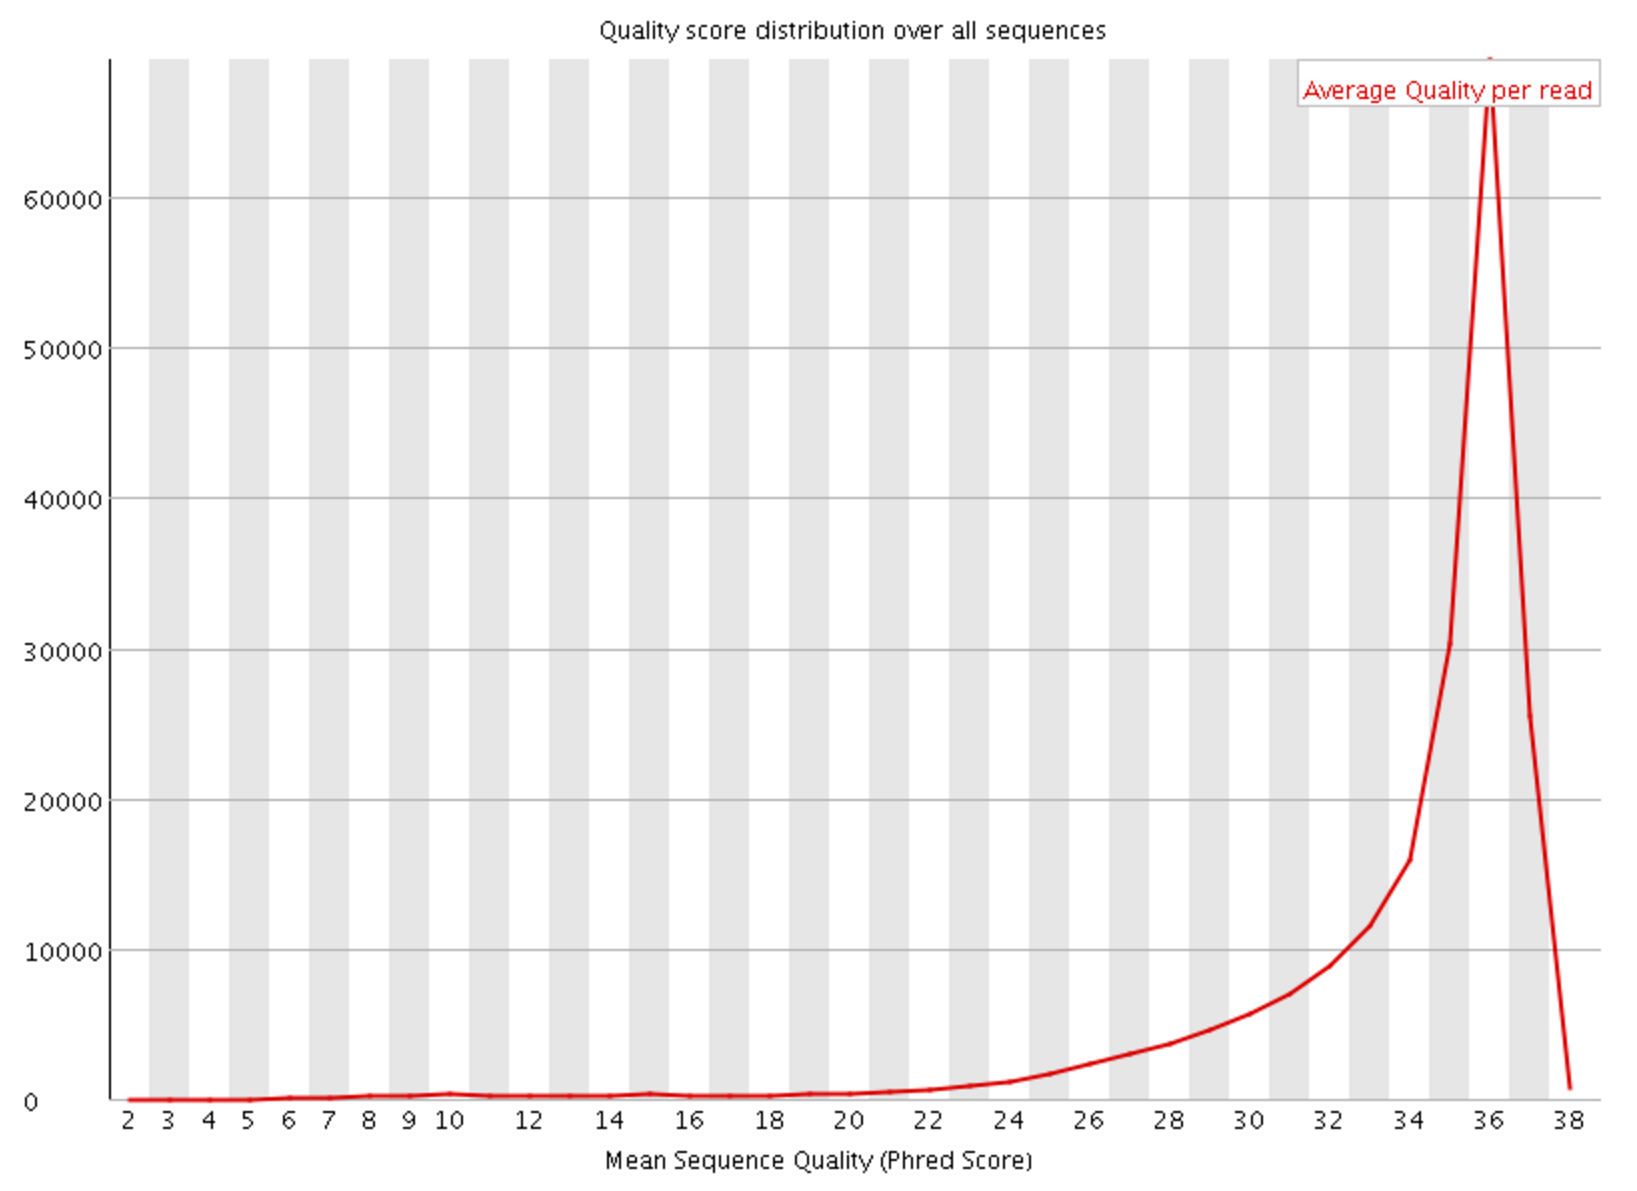 Quality score distribution over all sequences
Average Quality per read
60000
50000
40000
30000
20000
10000
0
2 3 4 5 6 7 8 9 10 12 14 16 18 20 22 24 26 28 30 32 34 36 38
Mean Sequence Quality (Phred Score)